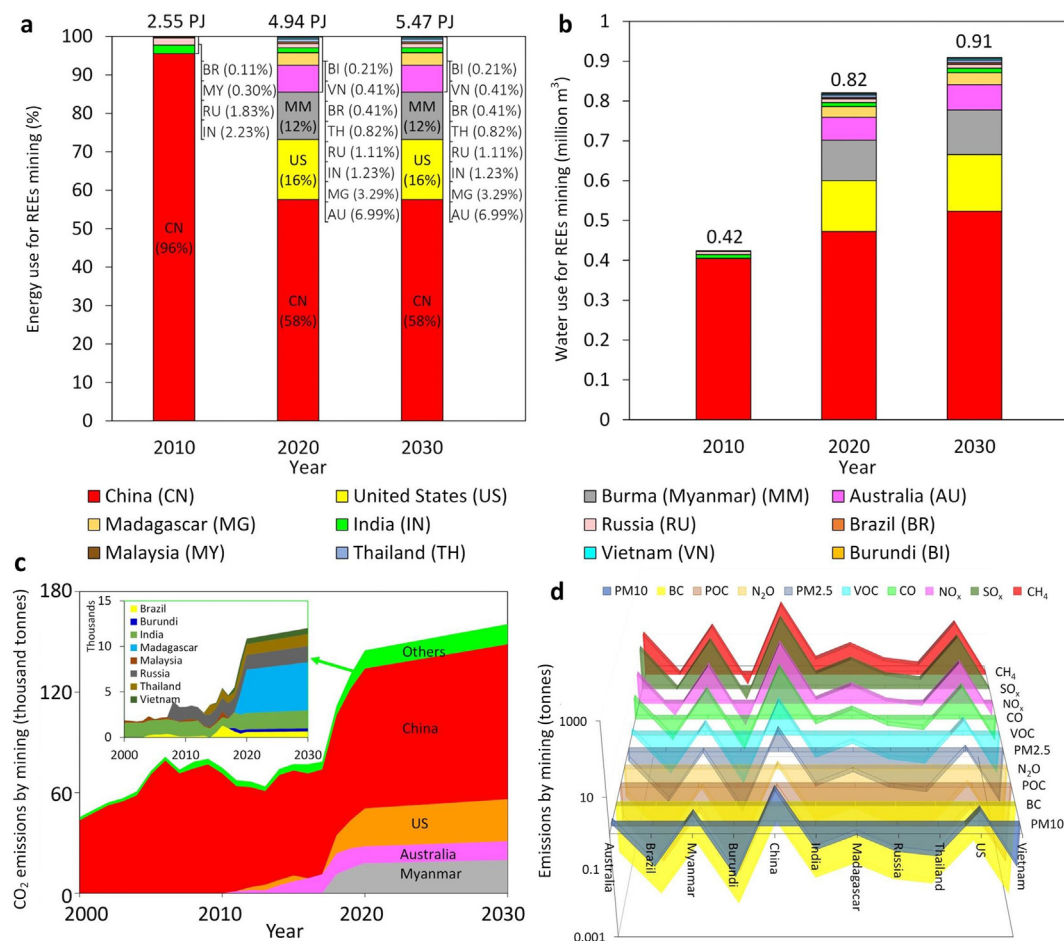 a
2.55 PJ
4.94 PJ
5.47 PJ
Energy use for REEs mining (%)
100
90
80
70
60
50
40
30
20
10
0
BR (0.11%)
MY (0.30%)
RU (1.83%)
IN (2.23%)
CN
(96%)
MM
(12%)
US
(16%)
CN
(58%)
BI (0.21%)
VN (0.41%)
BR (0.41%)
TH (0.82%)
RU (1.11%)
IN (1.23%)
MG (3.29%)
AU (6.99%)
MM
(12%)
US
(16%)
CN
(58%)
BI (0.21%)
VN (0.41%)
BR (0.41%)
TH (0.82%)
RU (1.11%)
IN (1.23%)
MG (3.29%)
AU (6.99%)
2010
2020
2030
Year
b
Water use for REEs mining (miillion m³)
1
0.9
0.8
0.7
0.6
0.5
0.4
0.3
0.2
0.1
0
0.42
0.82
0.91
2010
2020
2030
Year
China (CN)
United States (US)
Burma (Myanmar) (MM)
Australia (AU)
Madagascar (MG)
India (IN)
Russia (RU)
Brazil (BR)
Malaysia (MY)
Thailand (TH)
Vietnam (VN)
Burundi (BI)
c
CO₂ emissions by mining (thousand tonnes)
180
120
60
0
Thousands
15
10
5
0
Brazil
Burundi
India
Madagascar
Malaysia
Russia
Thailand
Vietnam
2000
2010
2020
2030
Others
China
US
Australia
Myanmar
2000
2010
2020
2030
Year
d
PM10
BC
POC
N₂O
PM2.5
VOC
CO
NOₓ
SOₓ
CH₄
Emissions by mining (tonnes)
1000
10
0.1
0.001
CH₄
SOₓ
NOₓ
CO
VOC
PM2.5
N₂O
POC
BC
PM10
Australia
Brazil
Myanmar
Burundi
China
India
Madagascar
Russia
Thailand
US
Vietnam